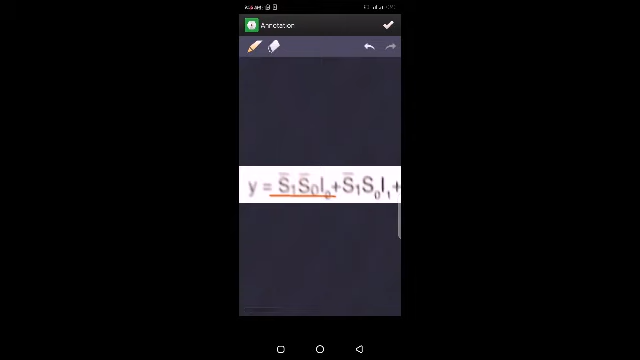 Annotation
y = S̅₁S̅₀I₀+S̅₁S₀I₁+